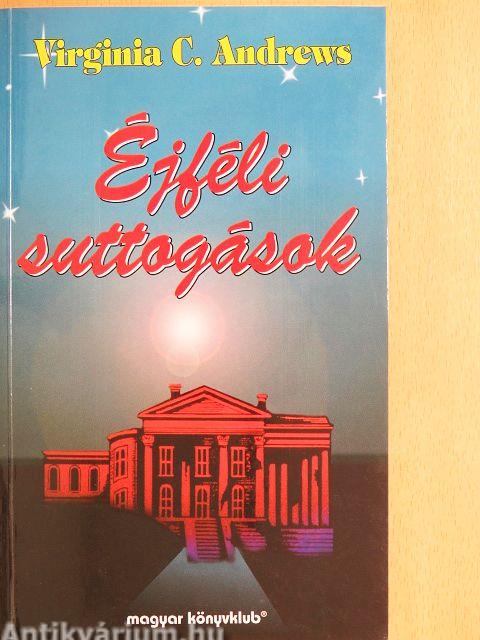 Virginia C. Andrews
Éjféli
suttogások
magyar könyvklub®
Antikvárium.hu